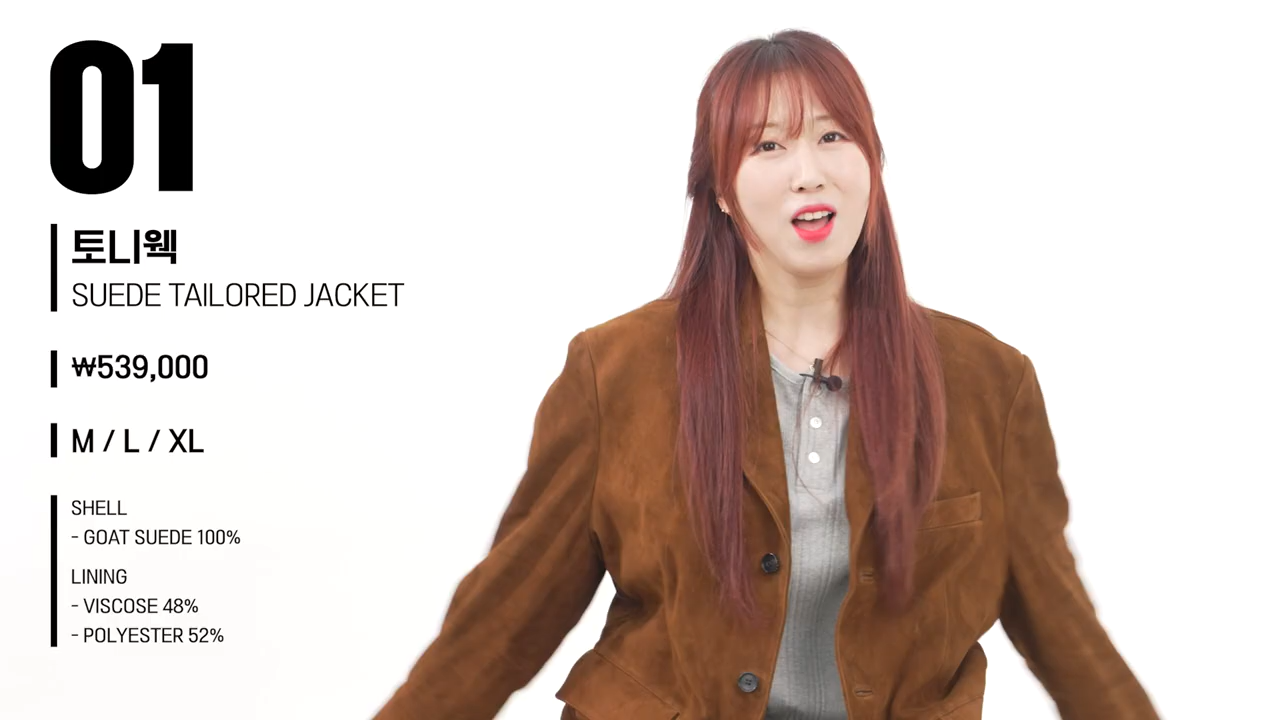 01
토니웩
SUEDE TAILORED JACKET
₩539,000
M / L / XL
SHELL
- GOAT SUEDE 100%
LINING
- VISCOSE 48%
- POLYESTER 52%